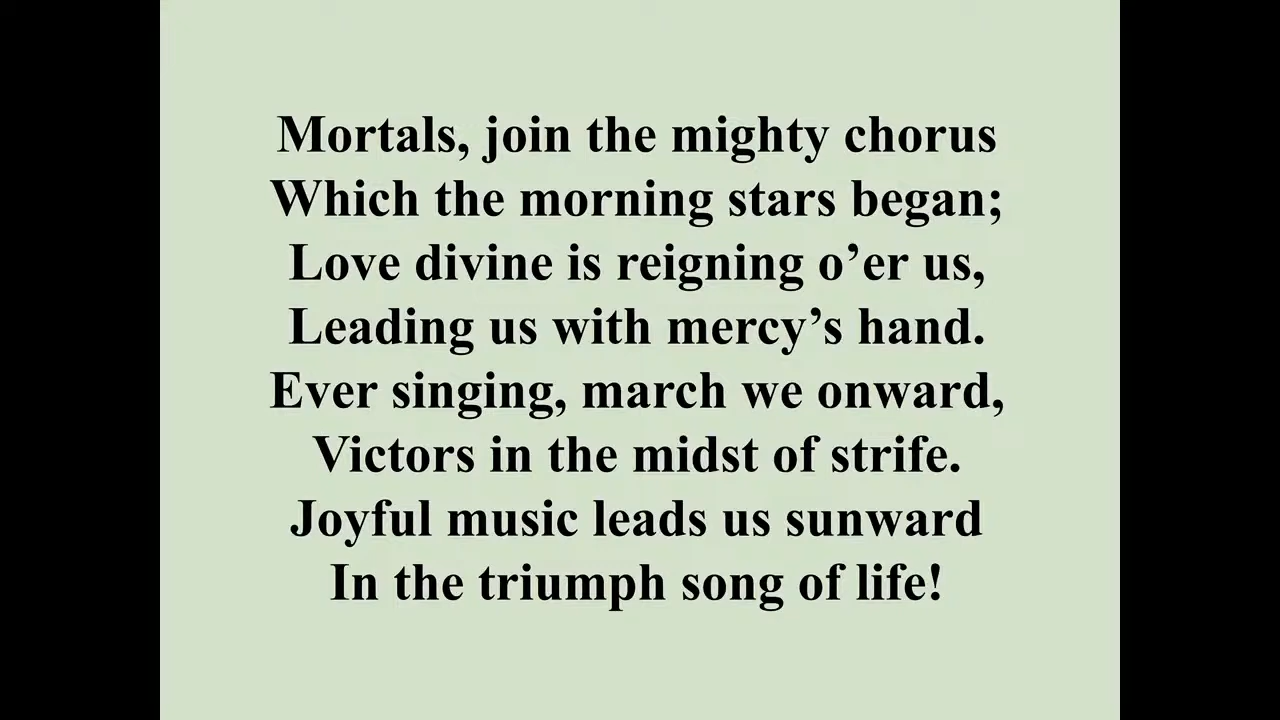 Mortals, join the mighty chorus
Which the morning stars began;
Love divine is reigning o’er us,
Leading us with mercy’s hand.
Ever singing, march we onward,
Victors in the midst of strife.
Joyful music leads us sunward
In the triumph song of life!